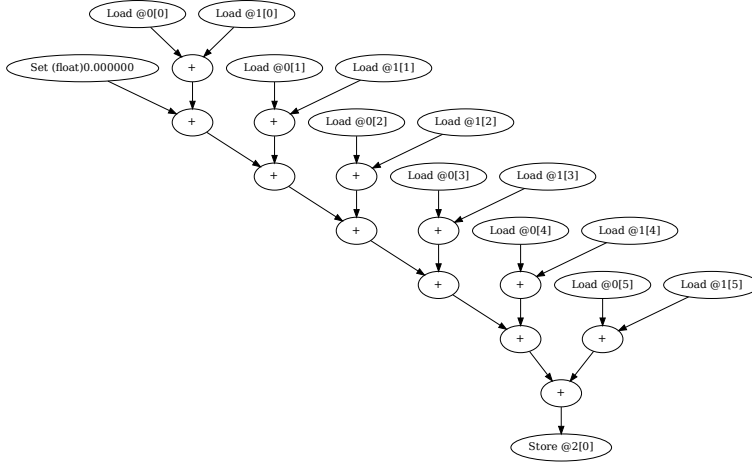 Load @0[0]
Load @1[0]
Set (float)0.000000
+
Load @0[1]
Load @1[1]
+
+
Load @0[2]
Load @1[2]
+
+
Load @0[3]
Load @1[3]
+
+
Load @0[4]
Load @1[4]
+
+
Load @0[5]
Load @1[5]
+
+
+
Store @2[0]